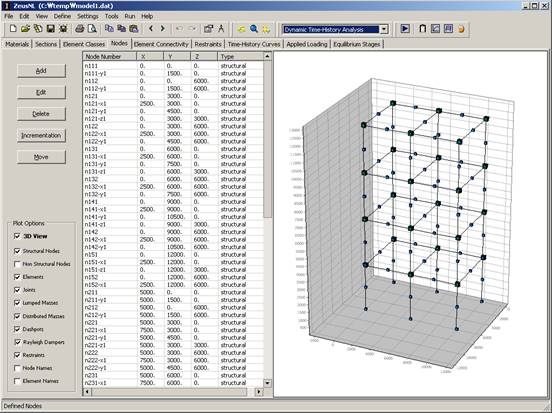 ZeusNL (C:\temp\model1.dat)
File Edit View Define Settings Tools Run Help
Dynamic Time-History Analysis
Materials Sections Element Classes Nodes Element Connectivity Restraints Time-History Curves Applied Loading Equilibrium Stages
Add
Edit
Delete
Incrementation
Move
Plot Options
3D View
Structural Nodes
Non Structural Nodes
Elements
Joints
Lumped Masses
Distributed Masses
Dashpots
Rayleigh Dampers
Restraints
Node Names
Element Names
Node Number X Y Z Type
n111 0. 0. 0. structural
n111-y1 0. 1500. 0. structural
n112 0. 0. 6000. structural
n112-y1 0. 1500. 6000. structural
n121 0. 3000. 0. structural
n121-x1 2500. 3000. 0. structural
n121-y1 0. 4500. 0. structural
n121-z1 0. 3000. 3000. structural
n122 0. 3000. 6000. structural
n122-x1 2500. 3000. 6000. structural
n122-y1 0. 4500. 6000. structural
n131 0. 6000. 0. structural
n131-x1 2500. 6000. 0. structural
n131-y1 0. 7500. 0. structural
n131-z1 0. 6000. 3000. structural
n132 0. 6000. 6000. structural
n132-x1 2500. 6000. 6000. structural
n132-y1 0. 7500. 6000. structural
n141 0. 9000. 0. structural
n141-x1 2500. 9000. 0. structural
n141-y1 0. 10500. 0. structural
n141-z1 0. 9000. 3000. structural
n142 0. 9000. 6000. structural
n142-x1 2500. 9000. 6000. structural
n142-y1 0. 10500. 6000. structural
n151 0. 12000. 0. structural
n151-x1 2500. 12000. 0. structural
n151-z1 0. 12000. 3000. structural
n152 0. 12000. 6000. structural
n152-x1 2500. 12000. 6000. structural
n211 5000. 0. 0. structural
n211-y1 5000. 1500. 0. structural
n212 5000. 0. 6000. structural
n212-y1 5000. 1500. 6000. structural
n221 5000. 3000. 0. structural
n221-x1 7500. 3000. 0. structural
n221-y1 5000. 4500. 0. structural
n221-z1 5000. 3000. 3000. structural
n222 5000. 3000. 6000. structural
n222-x1 7500. 3000. 6000. structural
n222-y1 5000. 4500. 6000. structural
n231 5000. 6000. 0. structural
n231-x1 7500. 6000. 0. structural
Defined Nodes